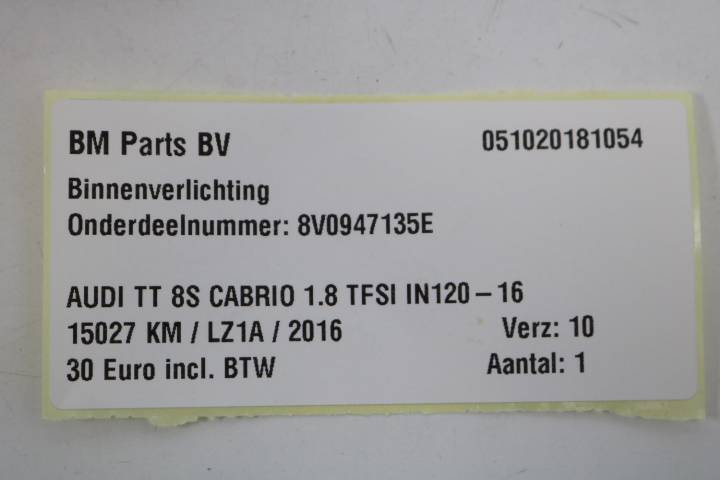 BM Parts BV 051020181054
Binnenverlichting
Onderdeelnummer: 8V0947135E
AUDI TT 8S CABRIO 1.8 TFSI IN120 – 16
15027 KM / LZ1A / 2016 Verz: 10
30 Euro incl. BTW Aantal: 1